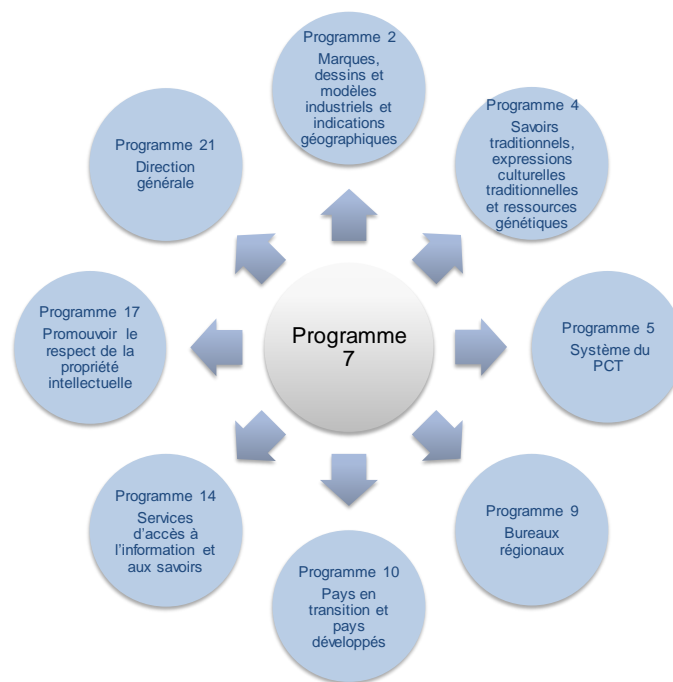 Programme 2
Marques,
dessins et
modèles
industriels et
indications
géographiques
Programme 4
Savoirs
traditionnels,
expressions
culturelles
traditionnelles
et ressources
génétiques
Programme 5
Système du
PCT
Programme 9
Bureaux
régionaux
Programme 10
Pays en
transition et
pays
développés
Programme 14
Services
d'accès à
l'information et
aux savoirs
Programme 17
Promouvoir le
respect de la
propriété
intellectuelle
Programme 21
Direction
générale
Programme
7